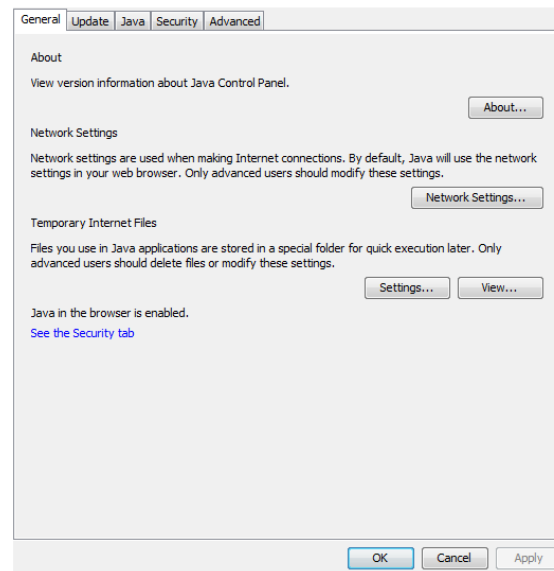 General Update Java Security Advanced
About
View version information about Java Control Panel.
About...
Network Settings
Network settings are used when making Internet connections. By default, Java will use the network
settings in your web browser. Only advanced users should modify these settings.
Network Settings...
Temporary Internet Files
Files you use in Java applications are stored in a special folder for quick execution later. Only
advanced users should delete files or modify these settings.
Settings... View...
Java in the browser is enabled.
See the Security tab
OK Cancel Apply